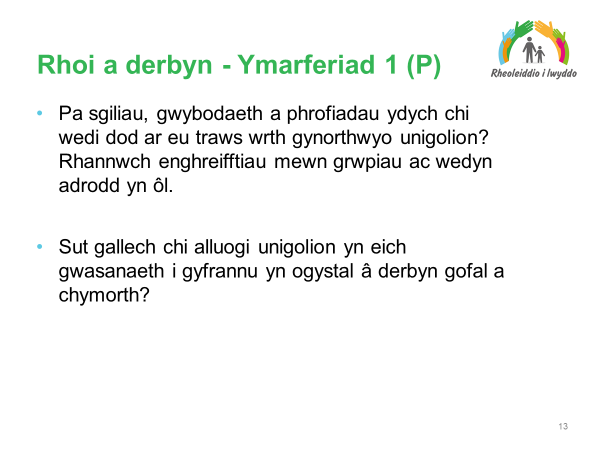 Rhoi a derbyn - Ymarferiad 1 (P)
Rheoleiddio i lwyddo
• Pa sgiliau, gwybodaeth a phrofiadau ydych chi
wedi dod ar eu traws wrth gynorthwyo unigolion?
Rhannwch enghreifftiau mewn grwpiau ac wedyn
adrodd yn ôl.
• Sut gallech chi alluogi unigolion yn eich
gwasanaeth i gyfrannu yn ogystal â derbyn gofal a
chymorth?
13